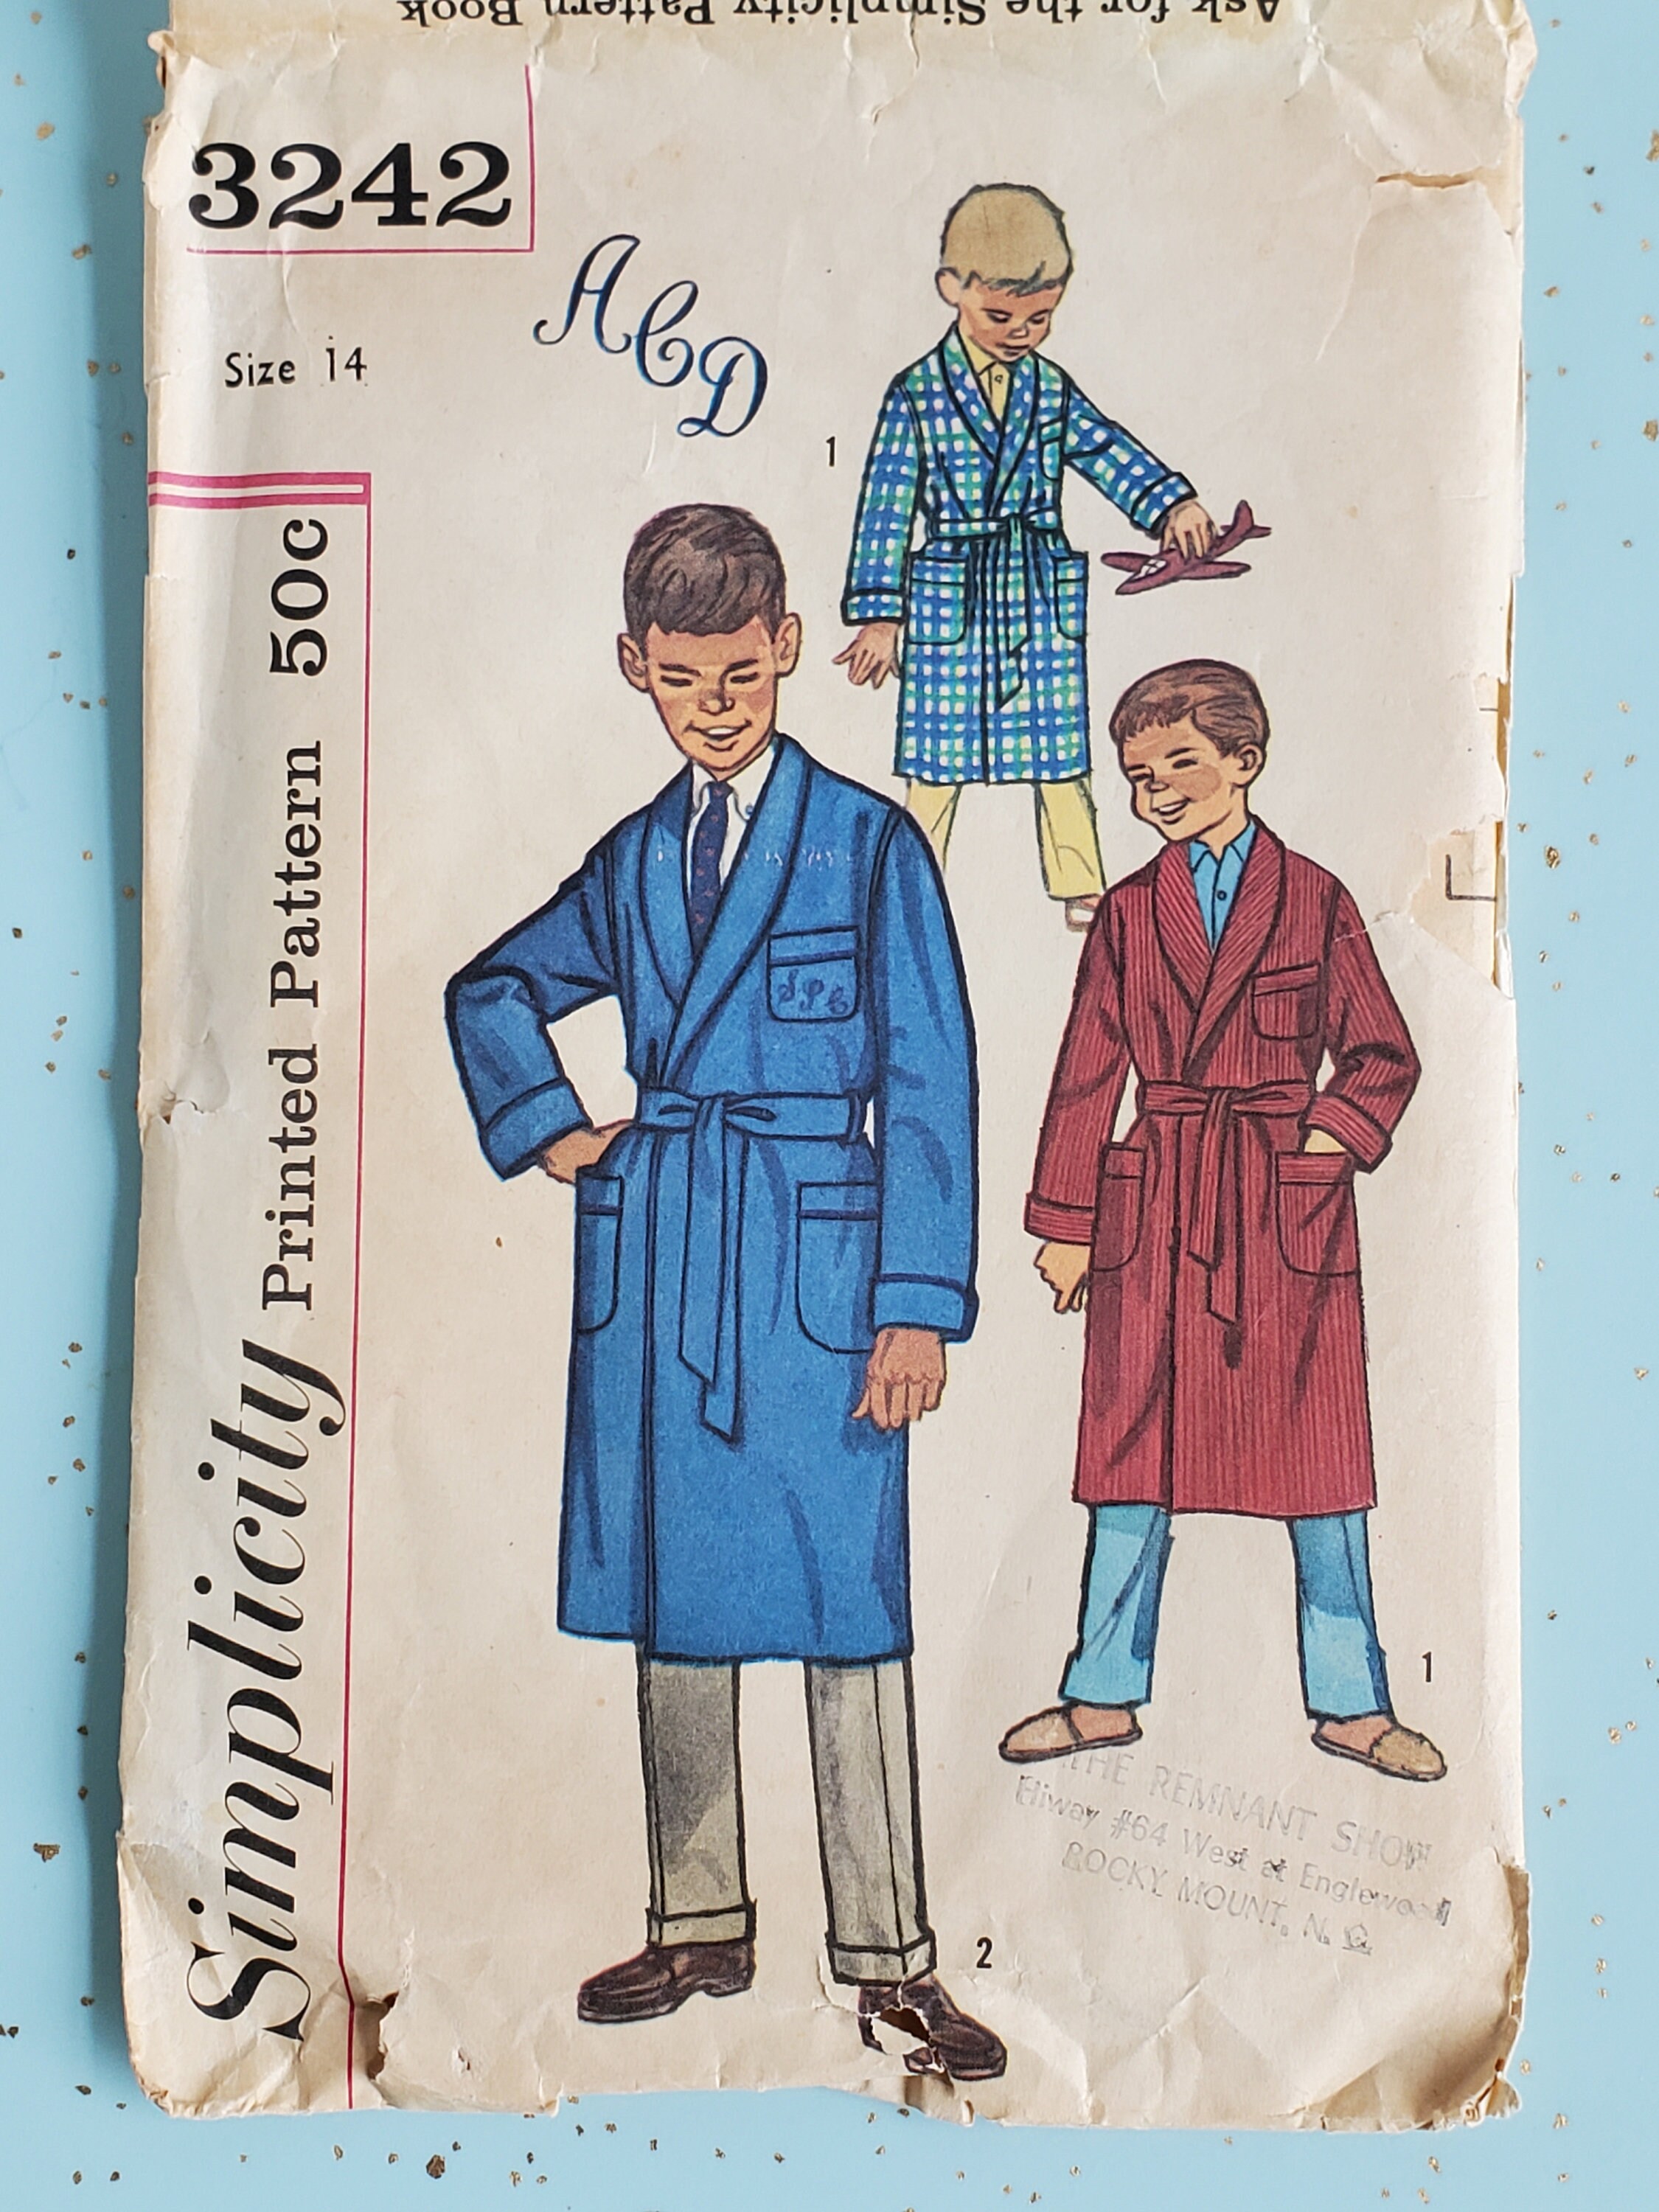 Ask for the Simplicity Pattern Book
3242
Size 14
A C D
1
Simplicity Printed Pattern 50c
J.P.C
1
2
THE REMNANT SHOP
Hiway #64 West at Englewood
ROCKY MOUNT, N. C.